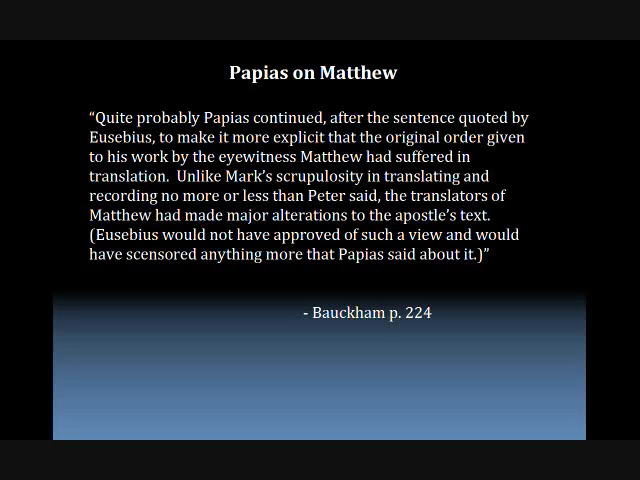 Papias on Matthew
“Quite probably Papias continued, after the sentence quoted by
Eusebius, to make it more explicit that the original order given
to his work by the eyewitness Matthew had suffered in
translation.  Unlike Mark’s scrupulosity in translating and
recording no more or less than Peter said, the translators of
Matthew had made major alterations to the apostle’s text.
(Eusebius would not have approved of such a view and would
have scensored anything more that Papias said about it.)”
- Bauckham p. 224